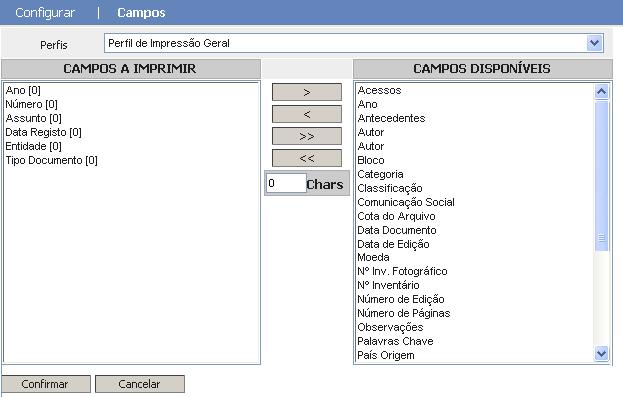 Configurar | Campos
Perfis Perfil de Impressão Geral
CAMPOS A IMPRIMIR
Ano [0]
Número [0]
Assunto [0]
Data Registo [0]
Entidade [0]
Tipo Documento [0]
>
<
>>
<<
0 Chars
CAMPOS DISPONÍVEIS
Acessos
Ano
Antecedentes
Autor
Autor
Bloco
Categoria
Classificação
Comunicação Social
Cota do Arquivo
Data Documento
Data de Edição
Moeda
Nº Inv. Fotográfico
Nº Inventário
Número de Edição
Número de Páginas
Observações
Palavras Chave
País Origem
Confirmar Cancelar